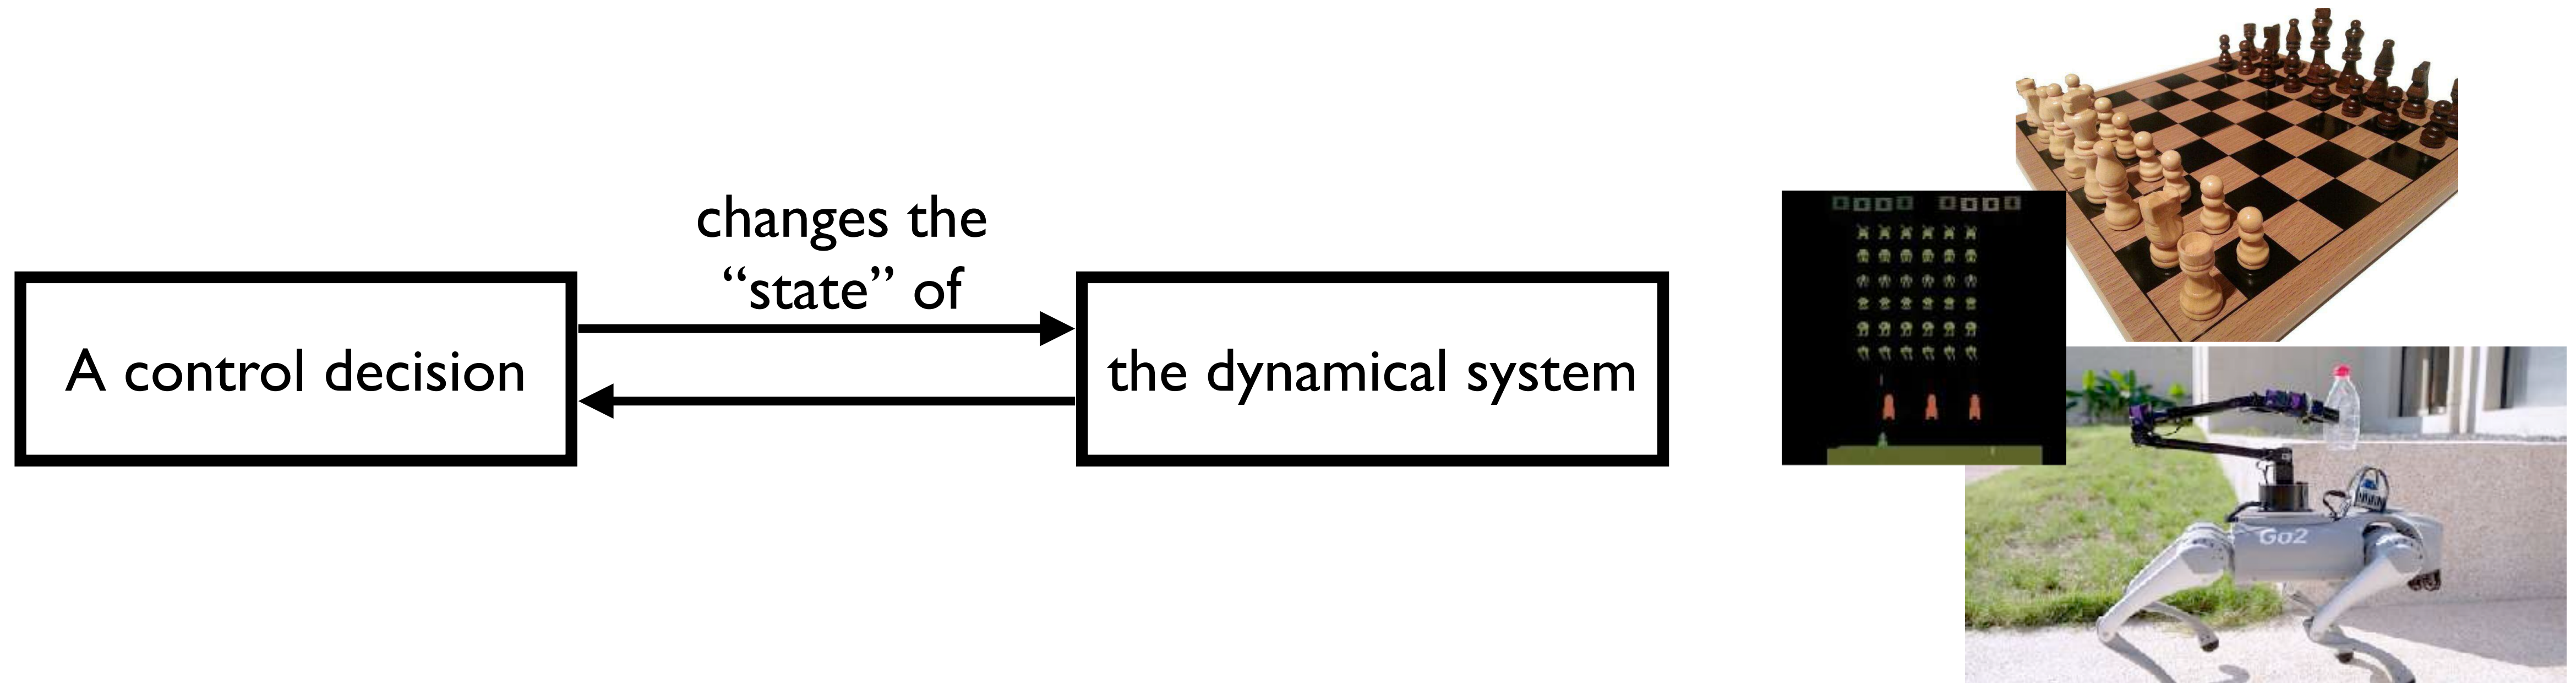 changes the
“state” of
A control decision
the dynamical system
Go2